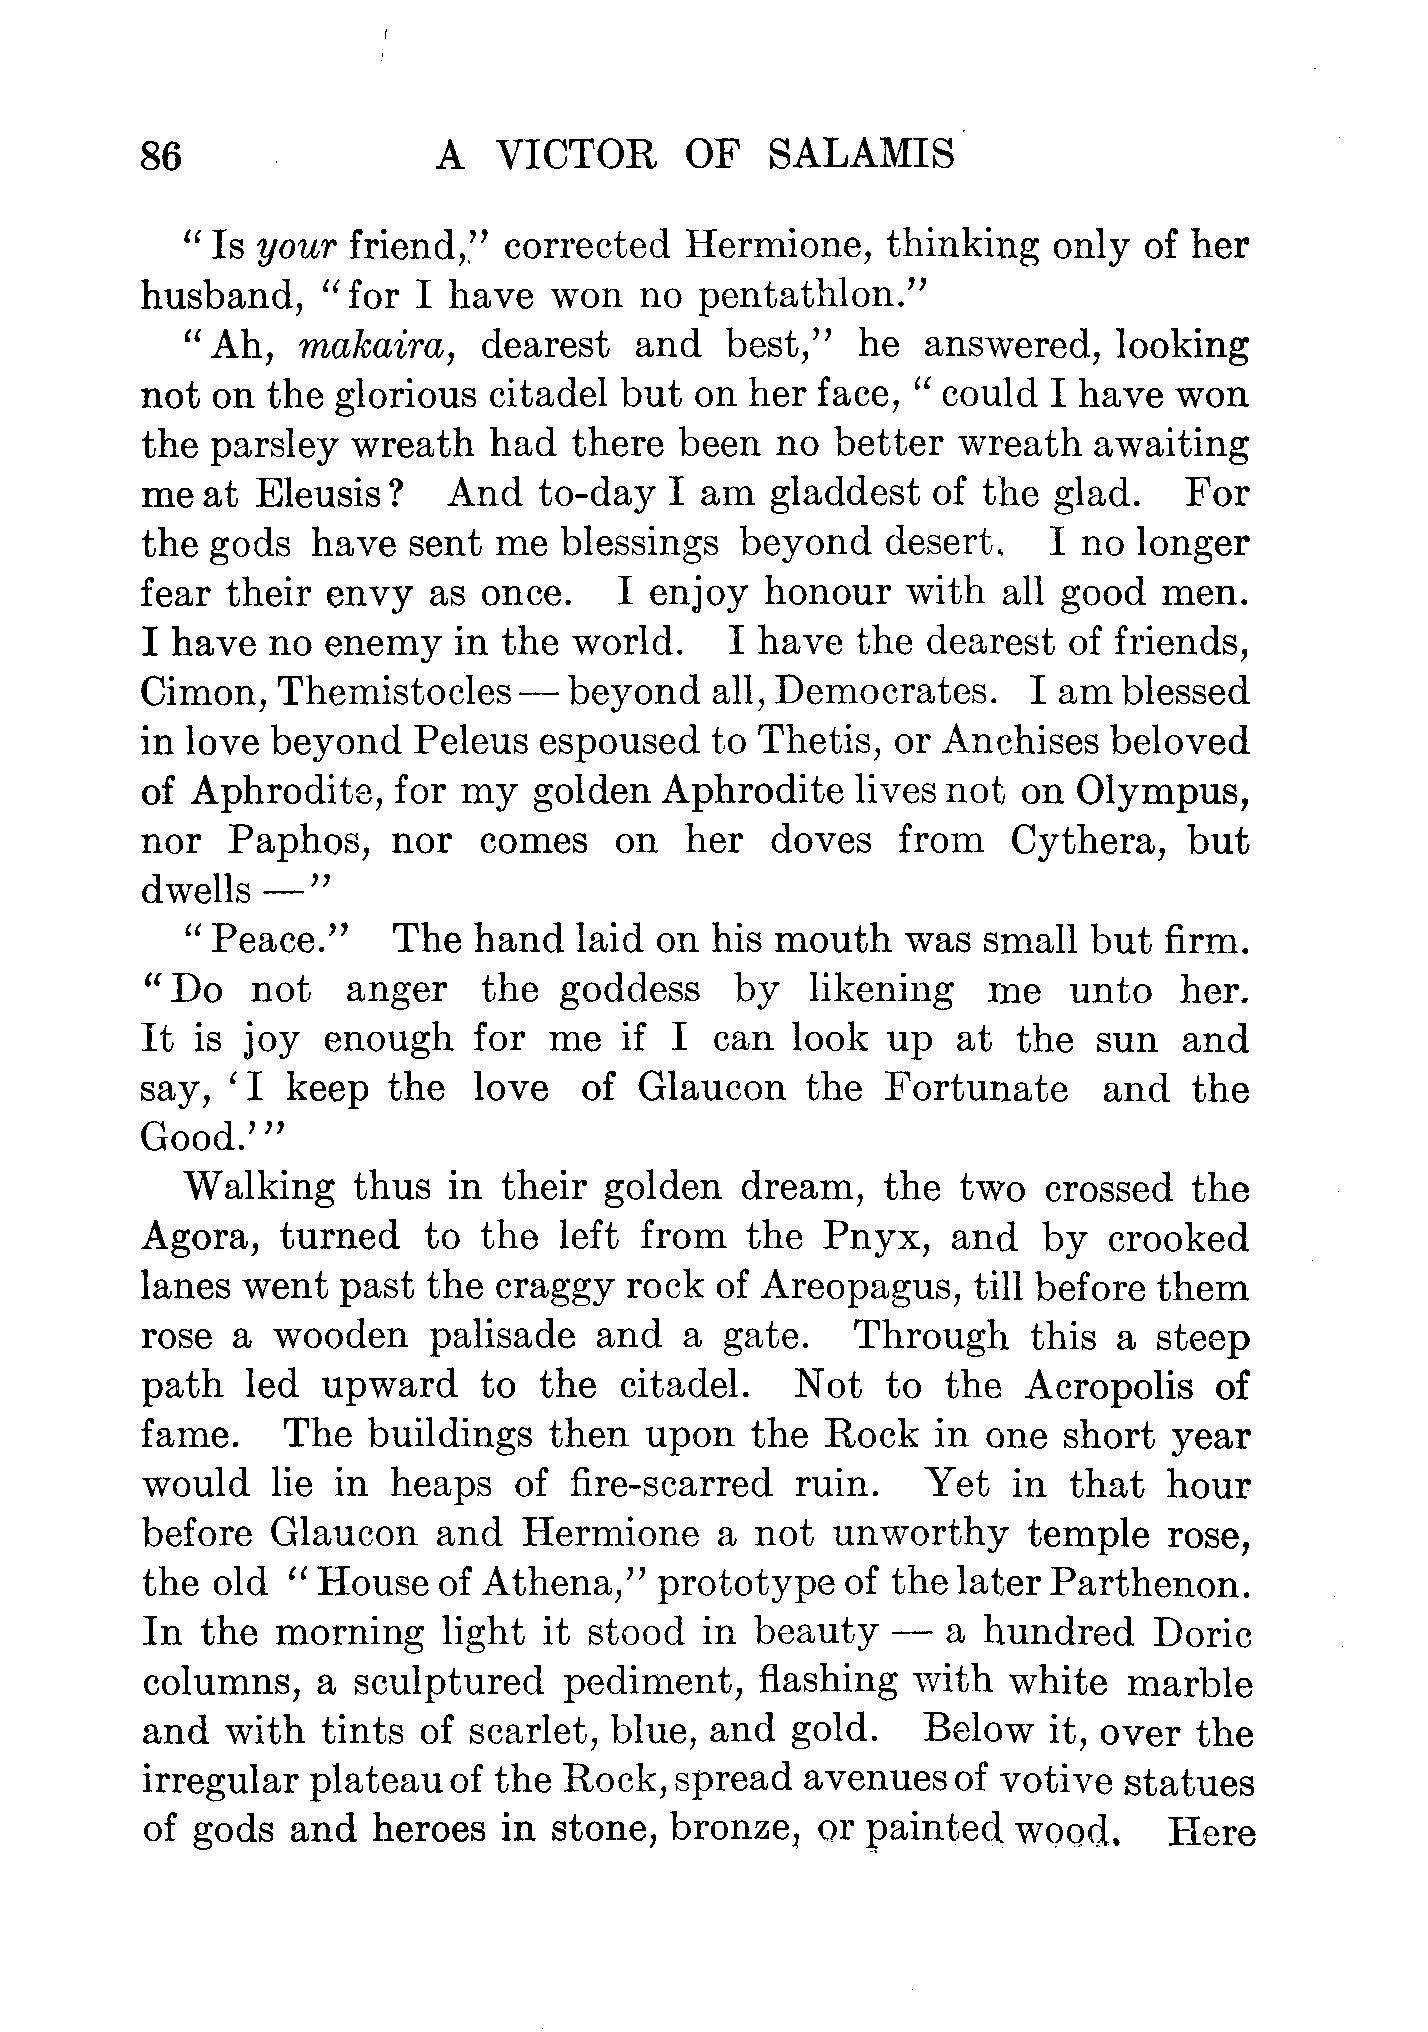 86 A VICTOR OF SALAMIS
“Is your friend,” corrected Hermione, thinking only of her
husband, “for I have won no pentathlon.”
“Ah, makaira, dearest and best,” he answered, looking
not on the glorious citadel but on her face, “could I have won
the parsley wreath had there been no better wreath awaiting
me at Eleusis? And to-day I am gladdest of the glad. For
the gods have sent me blessings beyond desert. I no longer
fear their envy as once. I enjoy honour with all good men.
I have no enemy in the world. I have the dearest of friends,
Cimon, Themistocles — beyond all, Democrates. I am blessed
in love beyond Peleus espoused to Thetis, or Anchises beloved
of Aphrodite, for my golden Aphrodite lives not on Olympus,
nor Paphos, nor comes on her doves from Cythera, but
dwells —”
“Peace.” The hand laid on his mouth was small but firm.
“Do not anger the goddess by likening me unto her.
It is joy enough for me if I can look up at the sun and
say, ‘I keep the love of Glaucon the Fortunate and the
Good.’”
Walking thus in their golden dream, the two crossed the
Agora, turned to the left from the Pnyx, and by crooked
lanes went past the craggy rock of Areopagus, till before them
rose a wooden palisade and a gate. Through this a steep
path led upward to the citadel. Not to the Acropolis of
fame. The buildings then upon the Rock in one short year
would lie in heaps of fire-scarred ruin. Yet in that hour
before Glaucon and Hermione a not unworthy temple rose,
the old “House of Athena,” prototype of the later Parthenon.
In the morning light it stood in beauty — a hundred Doric
columns, a sculptured pediment, flashing with white marble
and with tints of scarlet, blue, and gold. Below it, over the
irregular plateau of the Rock, spread avenues of votive statues
of gods and heroes in stone, bronze, or painted wood. Here